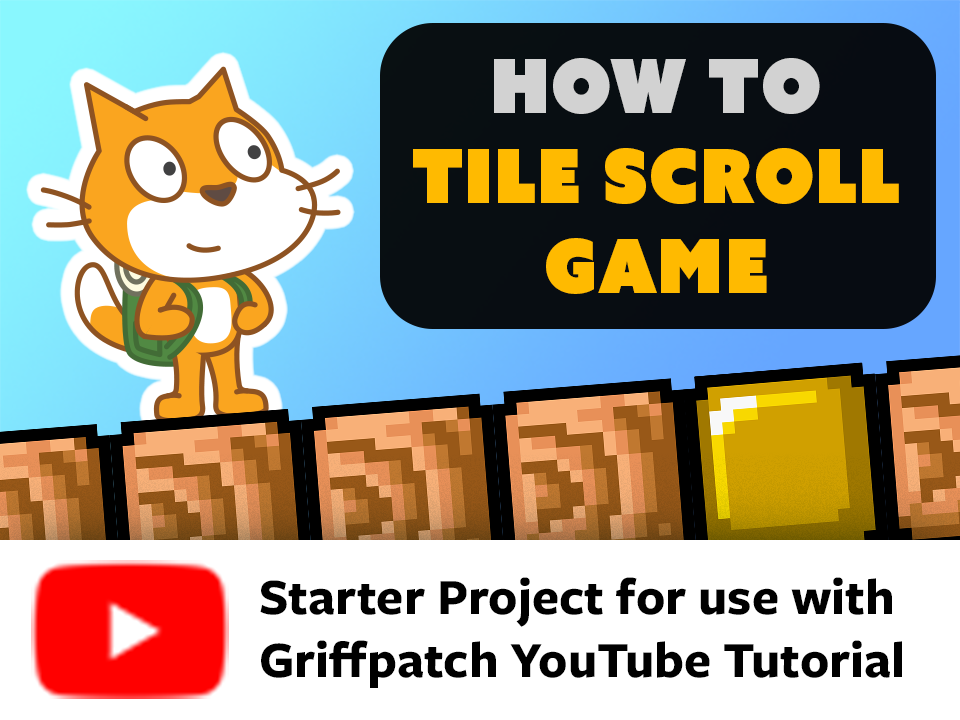 HOW TO
TILE SCROLL
GAME
Starter Project for use with
Griffpatch YouTube Tutorial